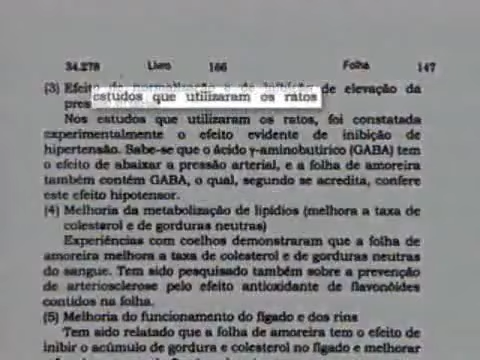 34.278 Livro 166 Folha 147
(3) Efeito de normalização e de inibição de elevação da
estudos que utilizaram os ratos
pres
Nos estudos que utilizaram os ratos, foi constatada
experimentalmente o efeito evidente de inibição de
hipertensão. Sabe-se que o ácido γ-aminobutírico (GABA) tem
o efeito de abaixar a pressão arterial, e a folha de amoreira
também contém GABA, o qual, segundo se acredita, confere
este efeito hipotensor.
(4) Melhoria da metabolização de lipídios (melhora a taxa de
colesterol e de gorduras neutras)
Experiências com coelhos demonstraram que a folha de
amoreira melhora a taxa de colesterol e de gorduras neutras
do sangue. Tem sido pesquisado também sobre a prevenção
de arteriosclerose pelo efeito antioxidante de flavonóides
contidos na folha.
(5) Melhoria do funcionamento do fígado e dos rins
Tem sido relatado que a folha de amoreira tem o efeito de
inibir o acúmulo de gordura e colesterol no fígado e melhorar